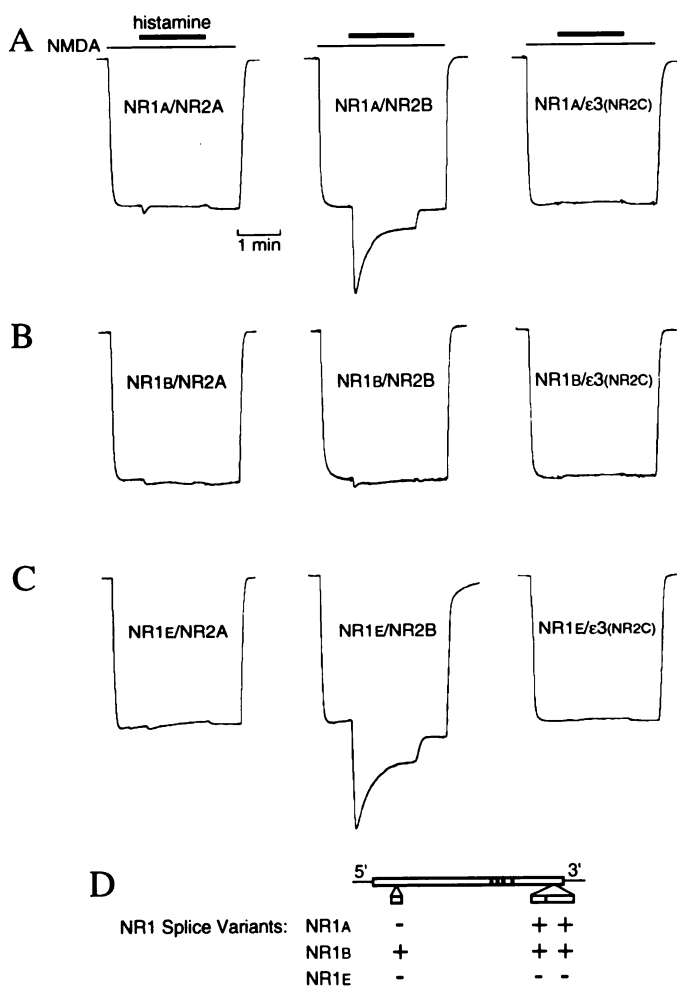 A
histamine
NMDA
NR1A/NR2A
NR1A/NR2B
NR1A/ε3(NR2C)
1 min
B
NR1B/NR2A
NR1B/NR2B
NR1B/ε3(NR2C)
C
NR1E/NR2A
NR1E/NR2B
NR1E/ε3(NR2C)
D
5' 3'
NR1 Splice Variants: NR1A - + +
NR1B + + +
NR1E - - -